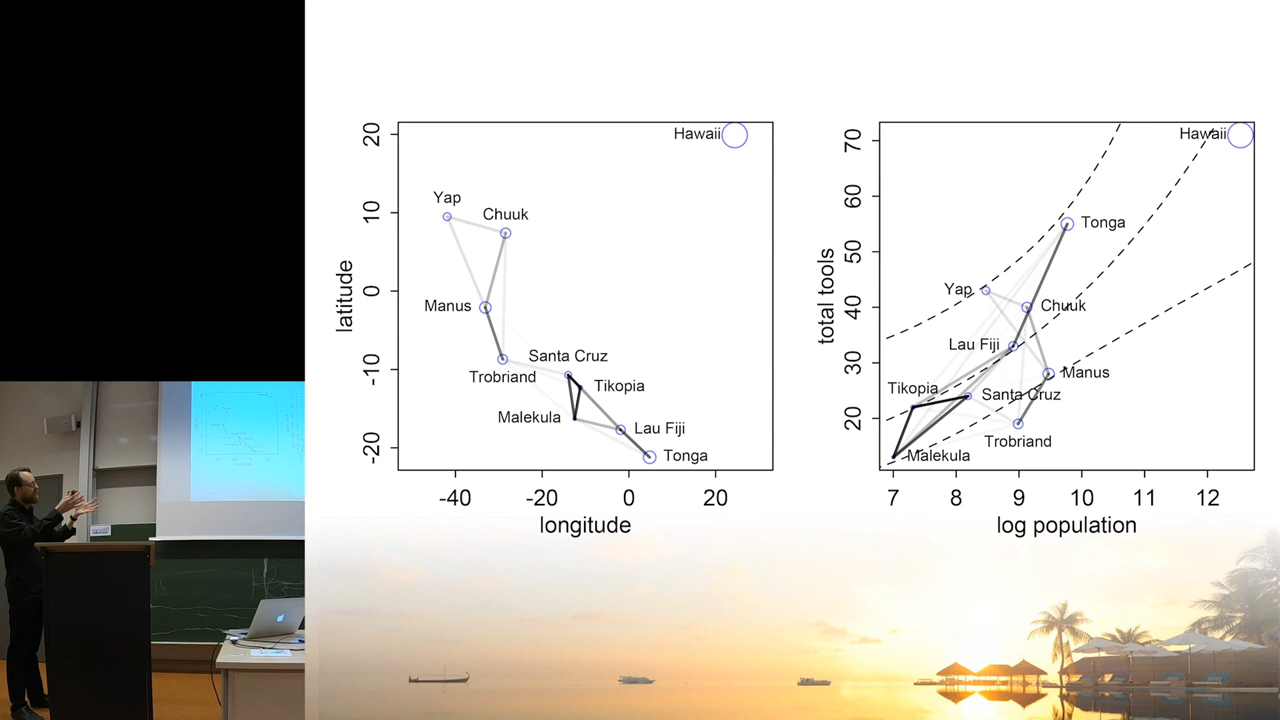 Hawaii
Yap
Chuuk
Manus
Trobriand
Santa Cruz
Tikopia
Malekula
Lau Fiji
Tonga
20
10
0
-10
-20
latitude
-40
-20
0
20
longitude
Hawaii
Tonga
Yap
Chuuk
Lau Fiji
Manus
Tikopia
Santa Cruz
Trobriand
Malekula
70
60
50
40
30
20
total tools
7
8
9
10
11
12
log population